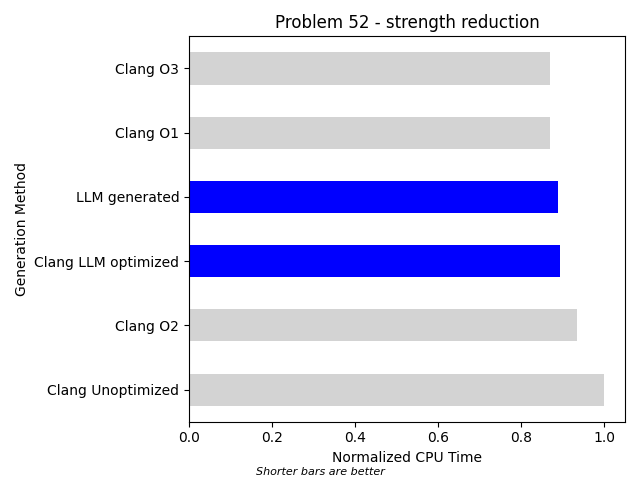 Problem 52 - strength reduction
Generation Method
Clang O3
Clang O1
LLM generated
Clang LLM optimized
Clang O2
Clang Unoptimized
0.0 0.2 0.4 0.6 0.8 1.0
Normalized CPU Time
Shorter bars are better